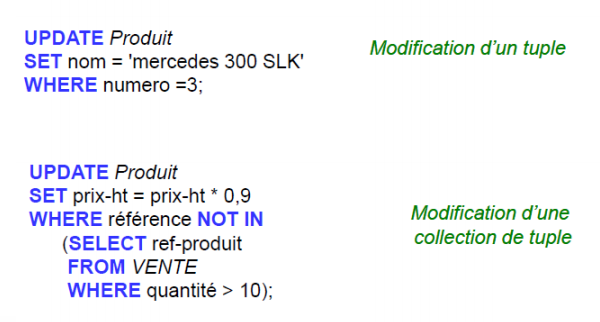 UPDATE Produit
SET nom = 'mercedes 300 SLK'
WHERE numero =3;
Modification d'un tuple
UPDATE Produit
SET prix-ht = prix-ht * 0,9
WHERE référence NOT IN
(SELECT ref-produit
FROM VENTE
WHERE quantité > 10);
Modification d'une
collection de tuple